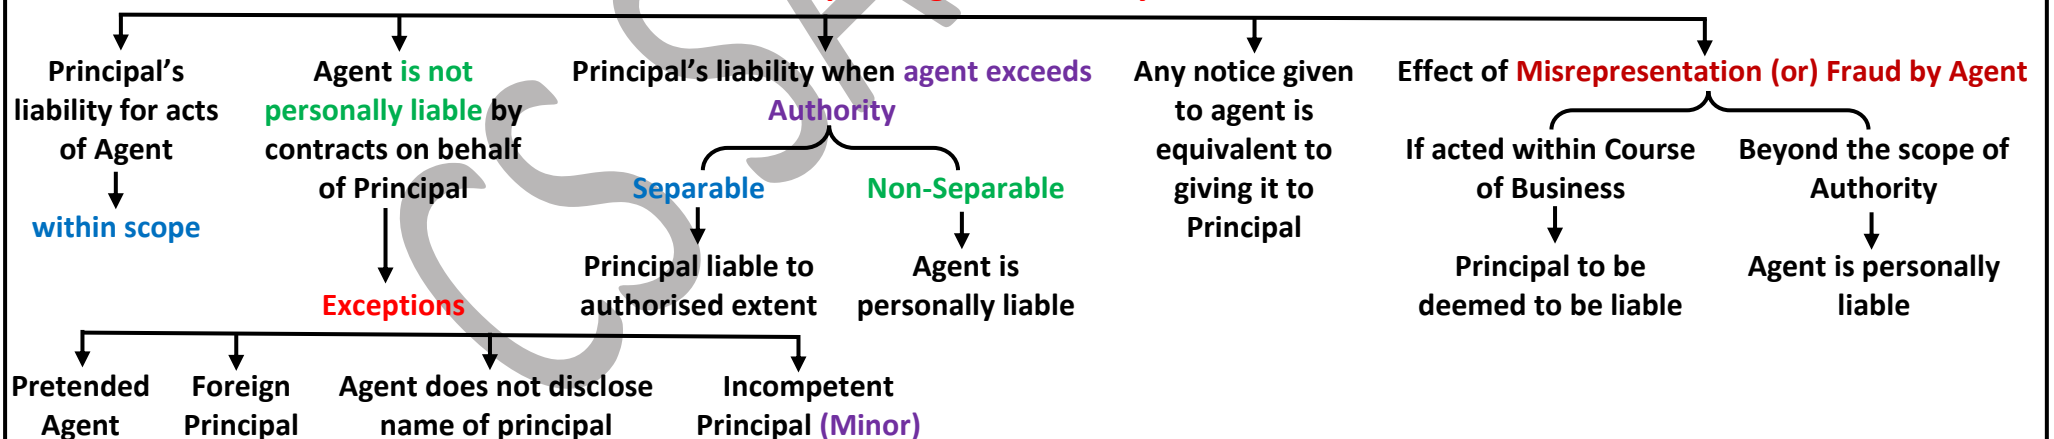 Principal's
liability for acts
of Agent
within scope
Agent is not
personally liable by
contracts on behalf
of Principal
Exceptions
Pretended
Agent
Foreign
Principal
Agent does not disclose
name of principal
Incompetent
Principal (Minor)
Principal's liability when agent exceeds
Authority
Separable
Principal liable to
authorised extent
Non-Separable
Agent is
personally liable
Any notice given
to agent is
equivalent to
giving it to
Principal
Effect of Misrepresentation (or) Fraud by Agent
If acted within Course
of Business
Principal to be
deemed to be liable
Beyond the scope of
Authority
Agent is personally
liable